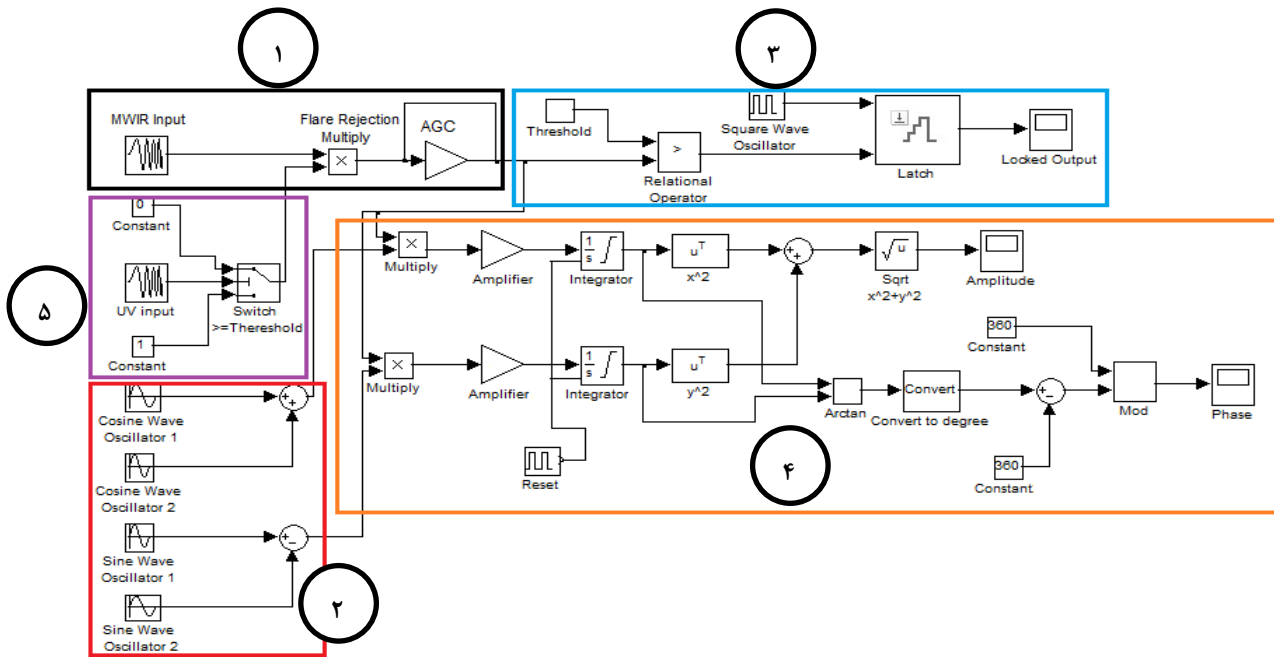 ۱
۳
MWIR Input
Flare Rejection
Multiply
×
AGC
Threshold
>
Relational
Operator
Square Wave
Oscillator
Latch
Locked Output
۵
0
Constant
UV input
Switch
>=Thereshold
1
Constant
×
Multiply
Amplifier
1
s
Integrator
uᵀ
x^2
++
√u
Sqrt
x^2+y^2
Amplitude
×
Multiply
Amplifier
1
s
Integrator
uᵀ
y^2
360
Constant
Arctan
Convert
Convert to degree
+-
Mod
Phase
360
Constant
Reset
۴
++
Cosine Wave
Oscillator 1
Cosine Wave
Oscillator 2
+-
Sine Wave
Oscillator 1
Sine Wave
Oscillator 2
۲